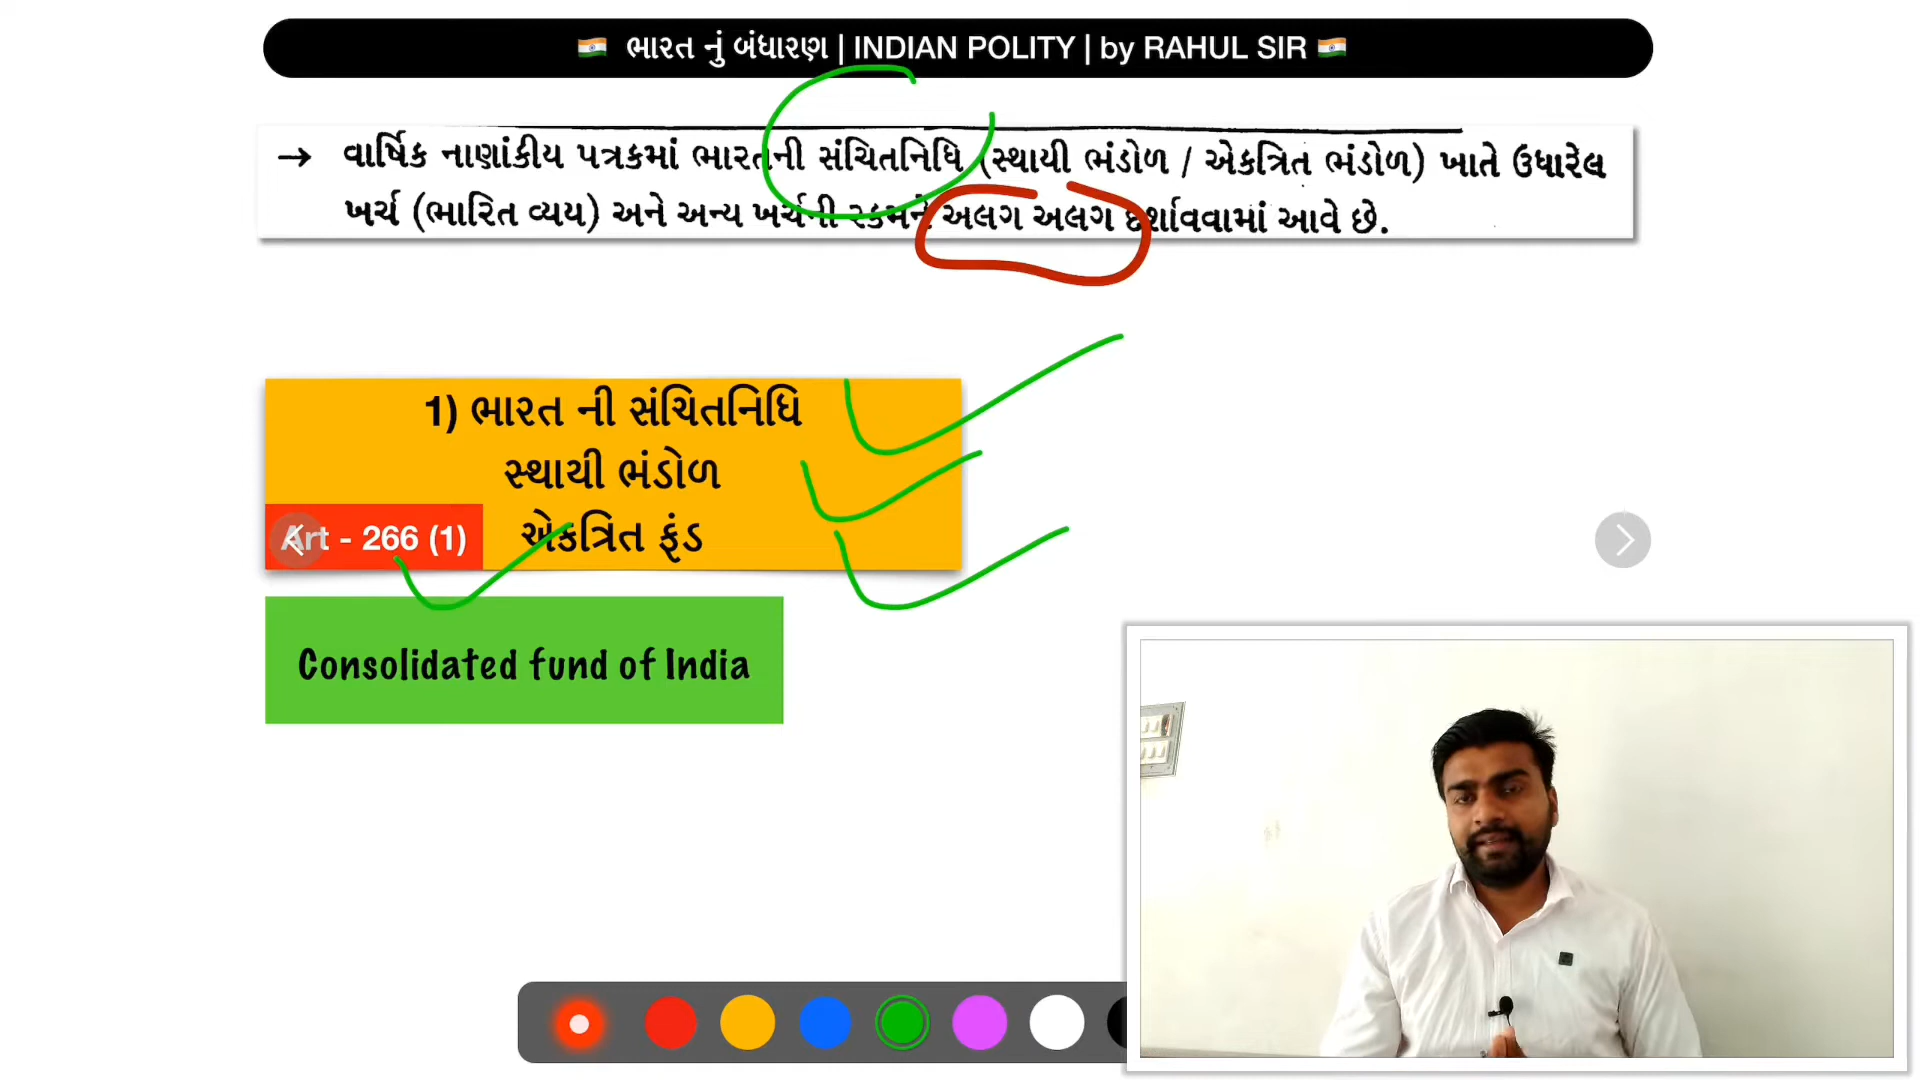 ભારત નું બંધારણ | INDIAN POLITY | by RAHUL SIR
→ વાર્ષિક નાણાંકીય પત્રકમાં ભારતની સંચિતનિધિ (સ્થાયી ભંડોળ / એકત્રિત ભંડોળ) ખાતે ઉધારેલ
ખર્ચ (ભારિત વ્યય) અને અન્ય ખર્ચની રકમને અલગ અલગ દર્શાવવામાં આવે છે.
1) ભારત ની સંચિતનિધિ
સ્થાયી ભંડોળ
એકત્રિત ફંડ
Art - 266 (1)
Consolidated fund of India